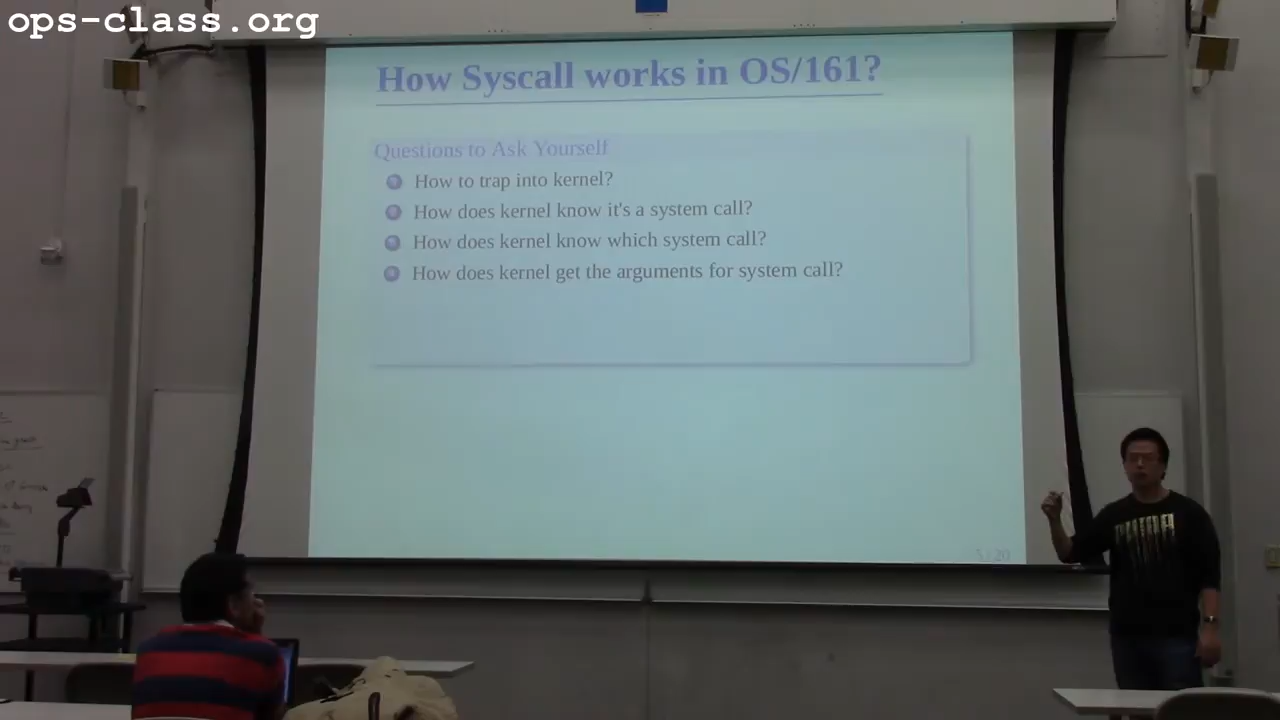 ops-class.org
How Syscall works in OS/161?
Questions to Ask Yourself
How to trap into kernel?
How does kernel know it's a system call?
How does kernel know which system call?
How does kernel get the arguments for system call?
5 / 20